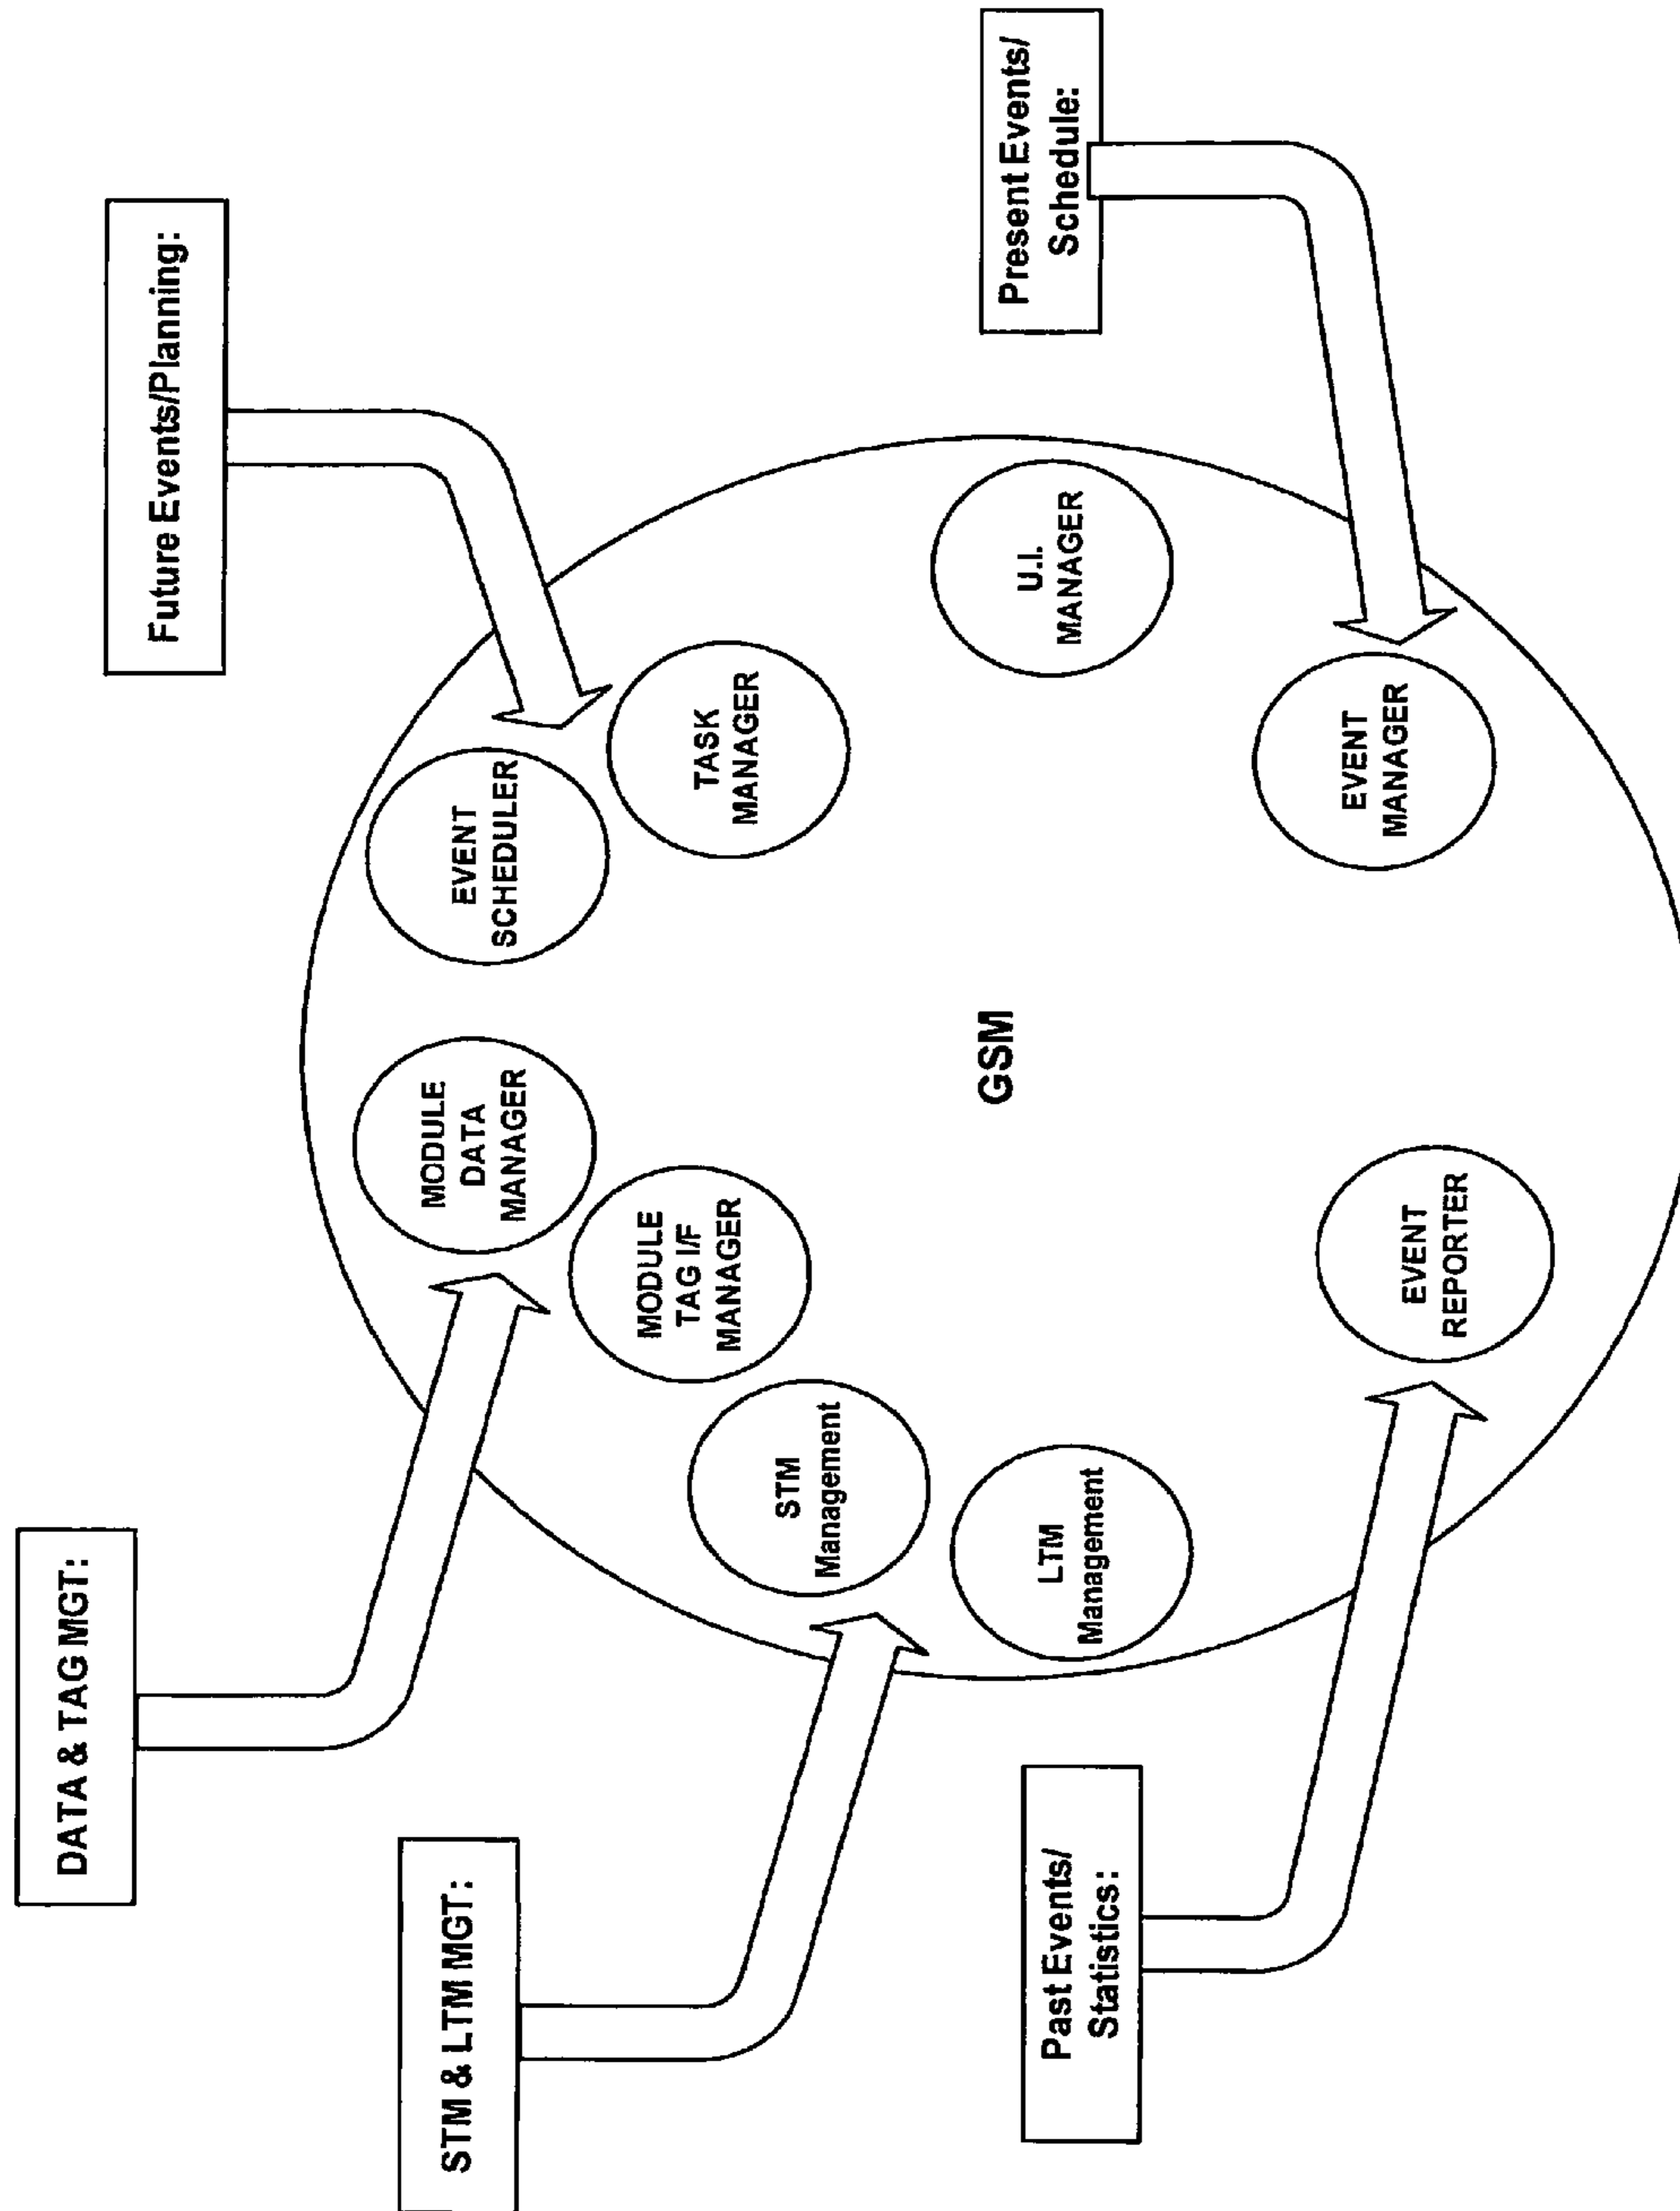 DATA & TAG MGT:
Future Events/Planning:
STM & LTM MGT:
Past Events/
Statistics:
Present Events/
Schedule:
MODULE
DATA
MANAGER
EVENT
SCHEDULER
MODULE
TAG I/F
MANAGER
TASK
MANAGER
STM
Management
LTM
Management
U.I.
MANAGER
GSM
EVENT
REPORTER
EVENT
MANAGER